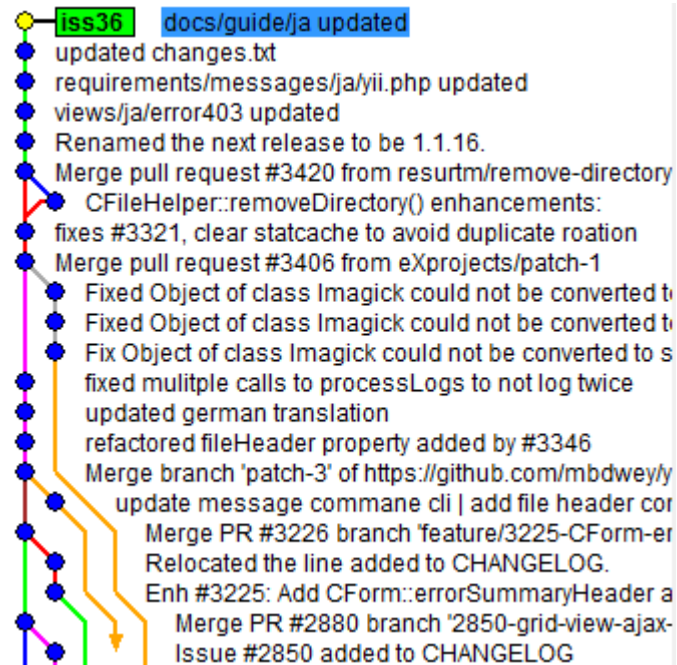 iss36 docs/guide/ja updated
updated changes.txt
requirements/messages/ja/yii.php updated
views/ja/error403 updated
Renamed the next release to be 1.1.16.
Merge pull request #3420 from resurtm/remove-directory
CFileHelper::removeDirectory() enhancements:
fixes #3321, clear statcache to avoid duplicate roation
Merge pull request #3406 from eXprojects/patch-1
Fixed Object of class Imagick could not be converted t
Fixed Object of class Imagick could not be converted t
Fix Object of class Imagick could not be converted to s
fixed mulitple calls to processLogs to not log twice
updated german translation
refactored fileHeader property added by #3346
Merge branch 'patch-3' of https://github.com/mbdwey/y
update message commane cli | add file header cor
Merge PR #3226 branch 'feature/3225-CForm-er
Relocated the line added to CHANGELOG.
Enh #3225: Add CForm::errorSummaryHeader a
Merge PR #2880 branch '2850-grid-view-ajax-
Issue #2850 added to CHANGELOG